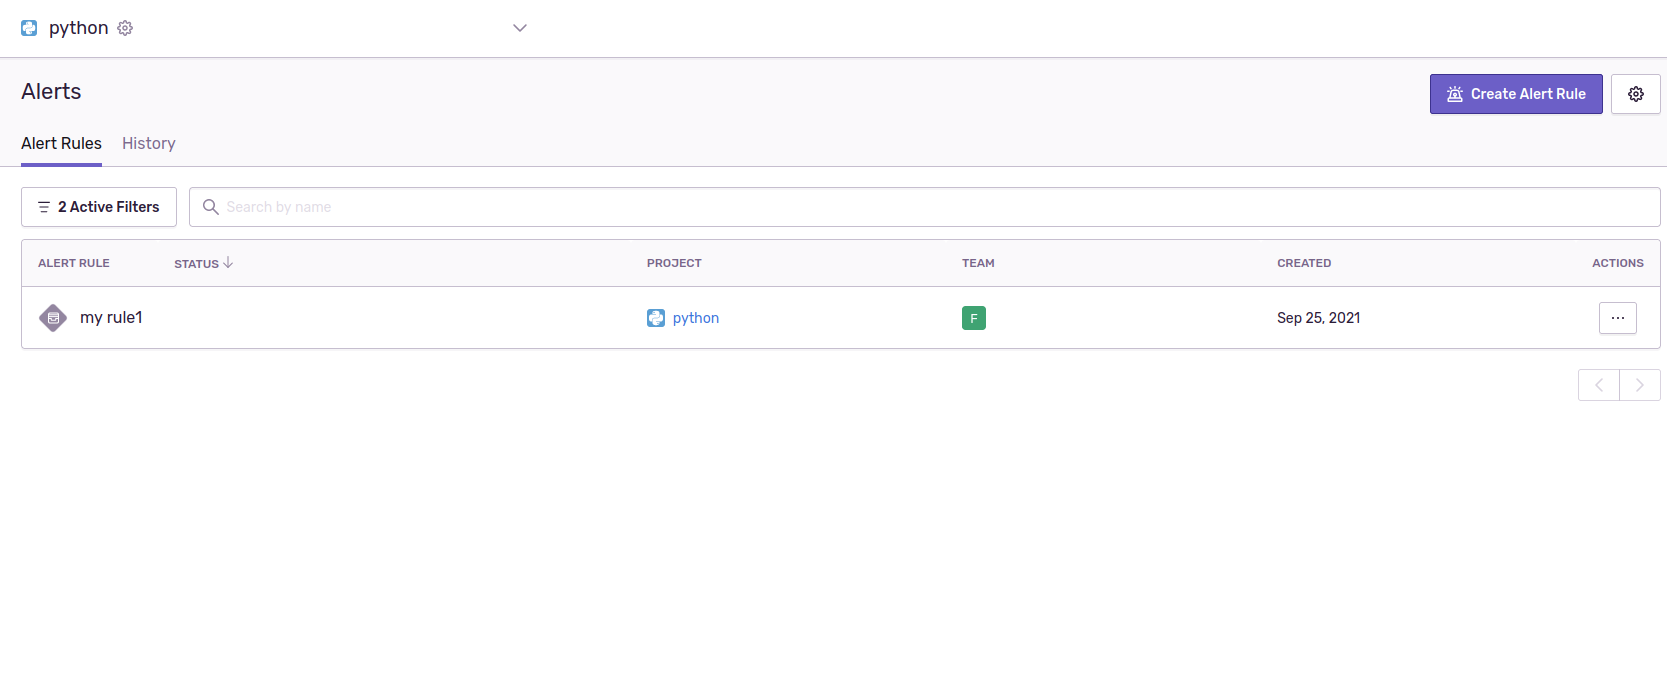 python
Alerts
Create Alert Rule
Alert Rules History
2 Active Filters Search by name
ALERT RULE STATUS PROJECT TEAM CREATED ACTIONS
my rule1 python F Sep 25, 2021 ...